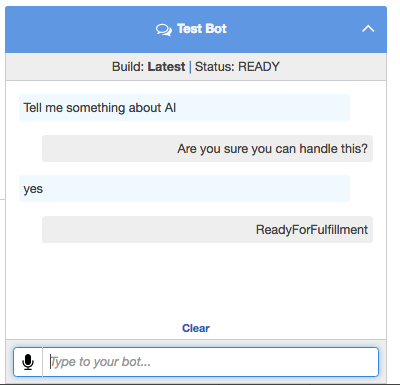 Test Bot
Build: Latest | Status: READY
Tell me something about AI
Are you sure you can handle this?
yes
ReadyForFulfillment
Clear
Type to your bot...